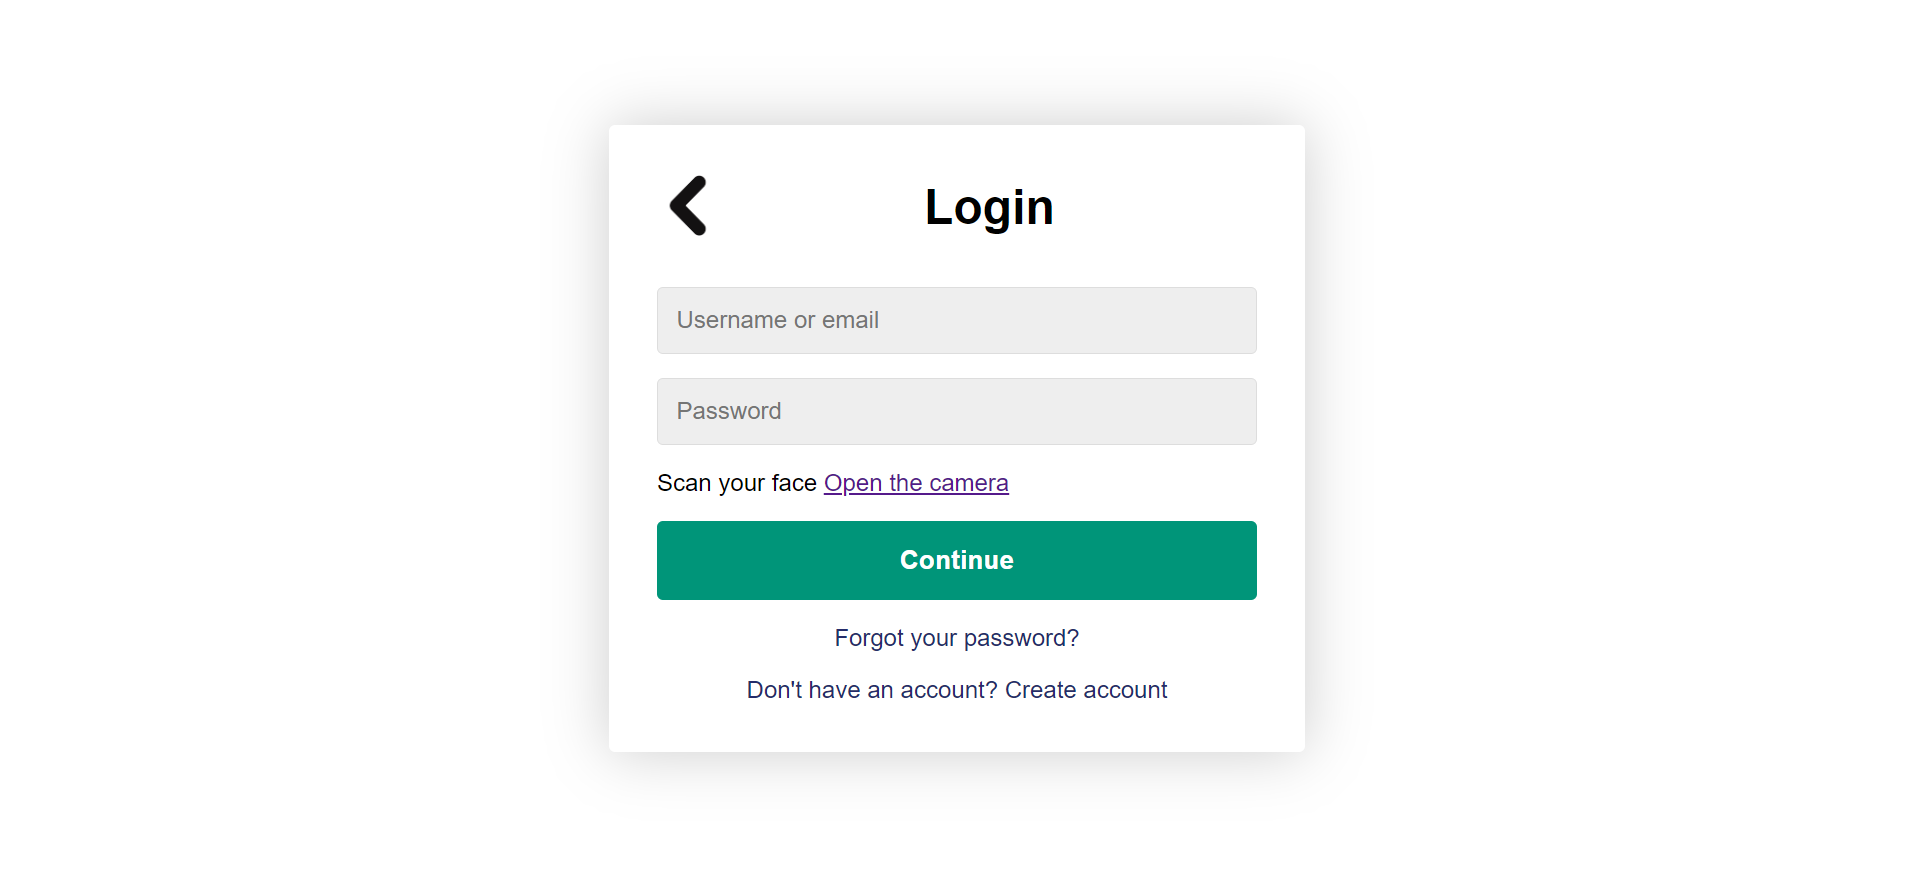 Login
Username or email
Password
Scan your face Open the camera
Continue
Forgot your password?
Don't have an account? Create account